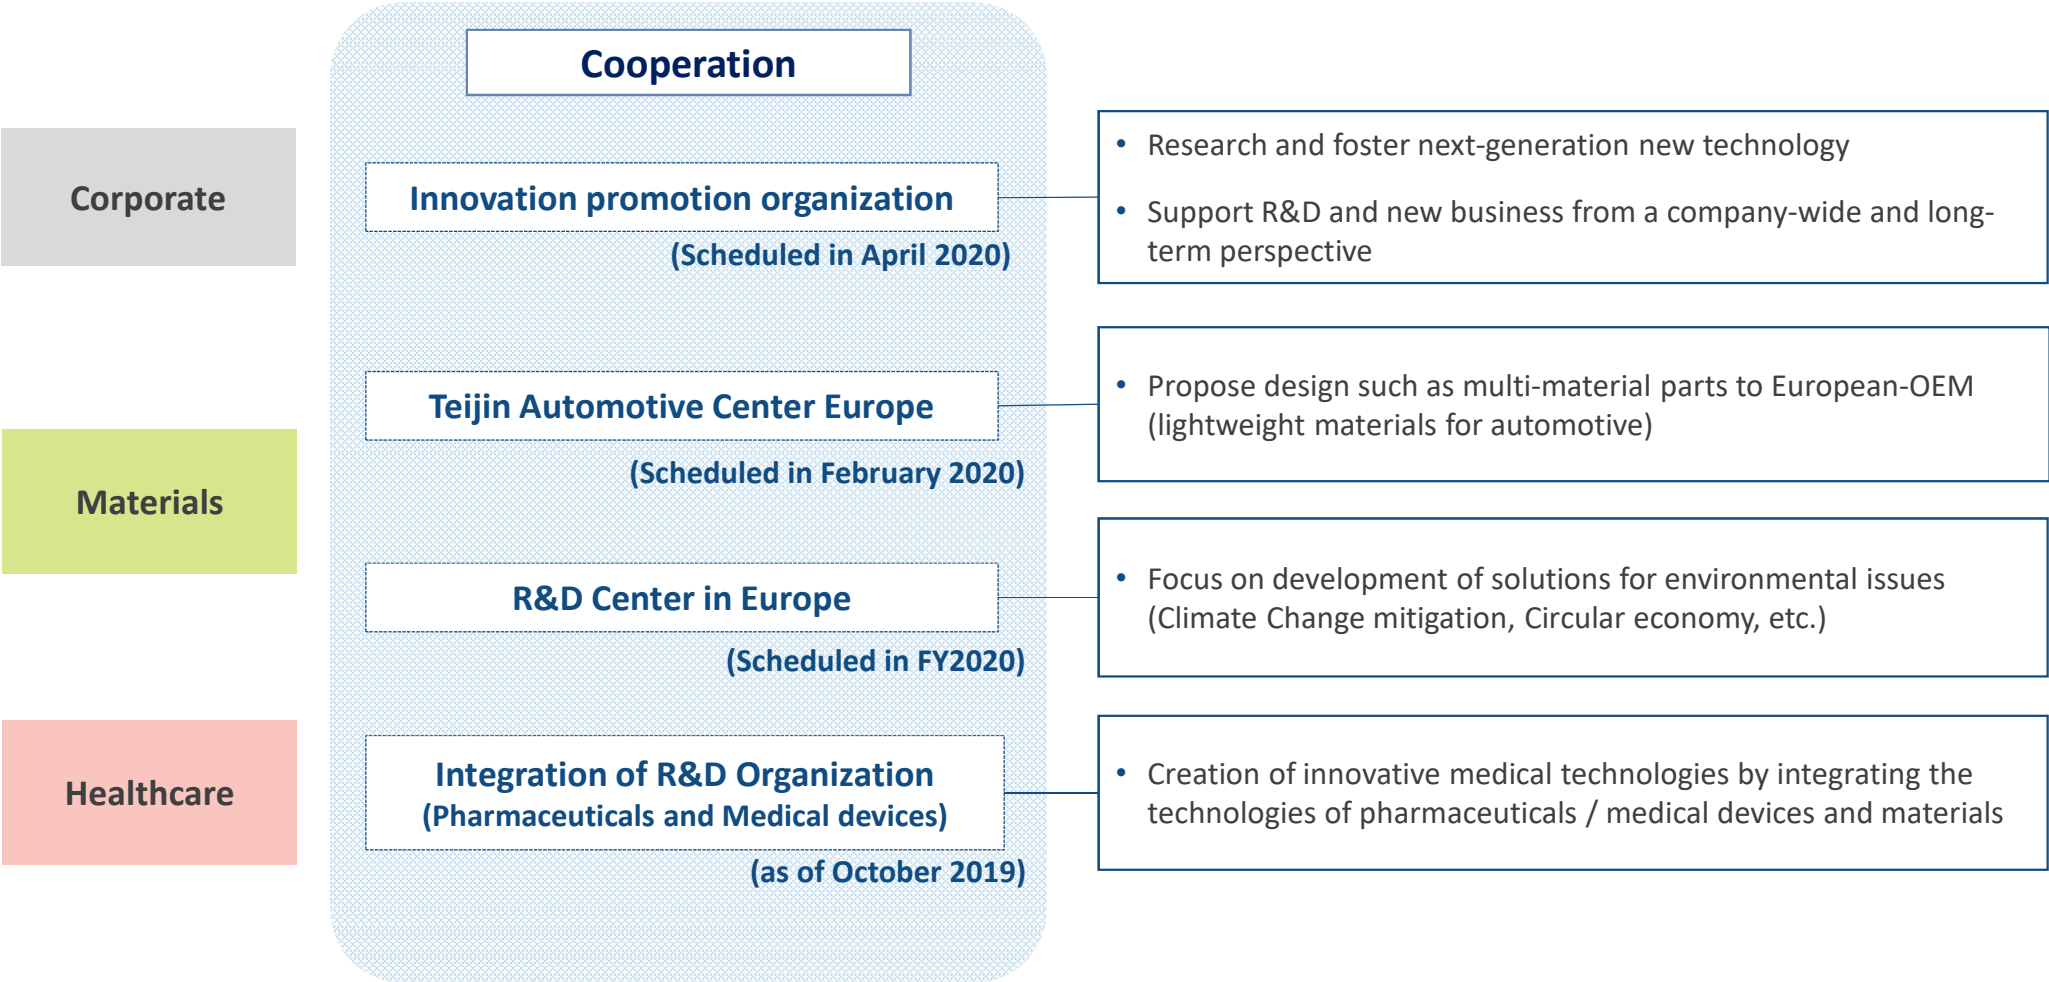 Cooperation
Corporate
Innovation promotion organization
(Scheduled in April 2020)
• Research and foster next-generation new technology
• Support R&D and new business from a company-wide and long-
term perspective
Materials
Teijin Automotive Center Europe
(Scheduled in February 2020)
• Propose design such as multi-material parts to European-OEM
(lightweight materials for automotive)
R&D Center in Europe
(Scheduled in FY2020)
• Focus on development of solutions for environmental issues
(Climate Change mitigation, Circular economy, etc.)
Healthcare
Integration of R&D Organization
(Pharmaceuticals and Medical devices)
(as of October 2019)
• Creation of innovative medical technologies by integrating the
technologies of pharmaceuticals / medical devices and materials